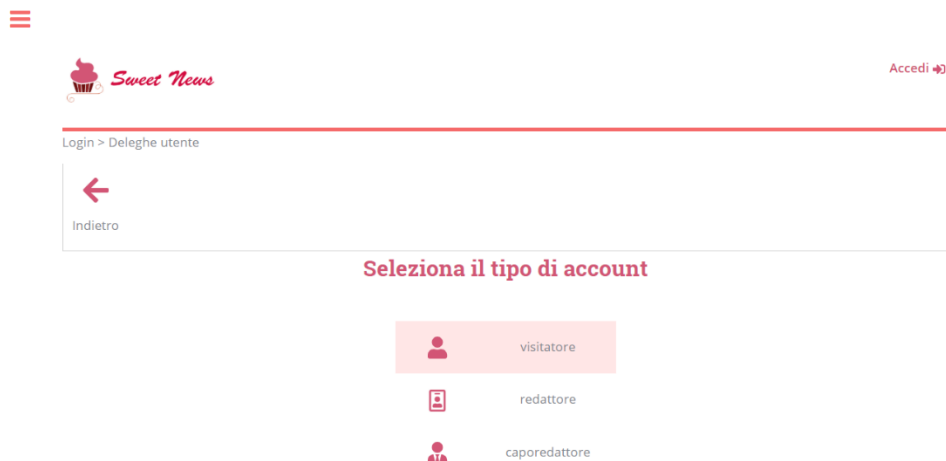 Sweet News
Accedi
Login > Deleghe utente
Indietro
Seleziona il tipo di account
visitatore
redattore
caporedattore